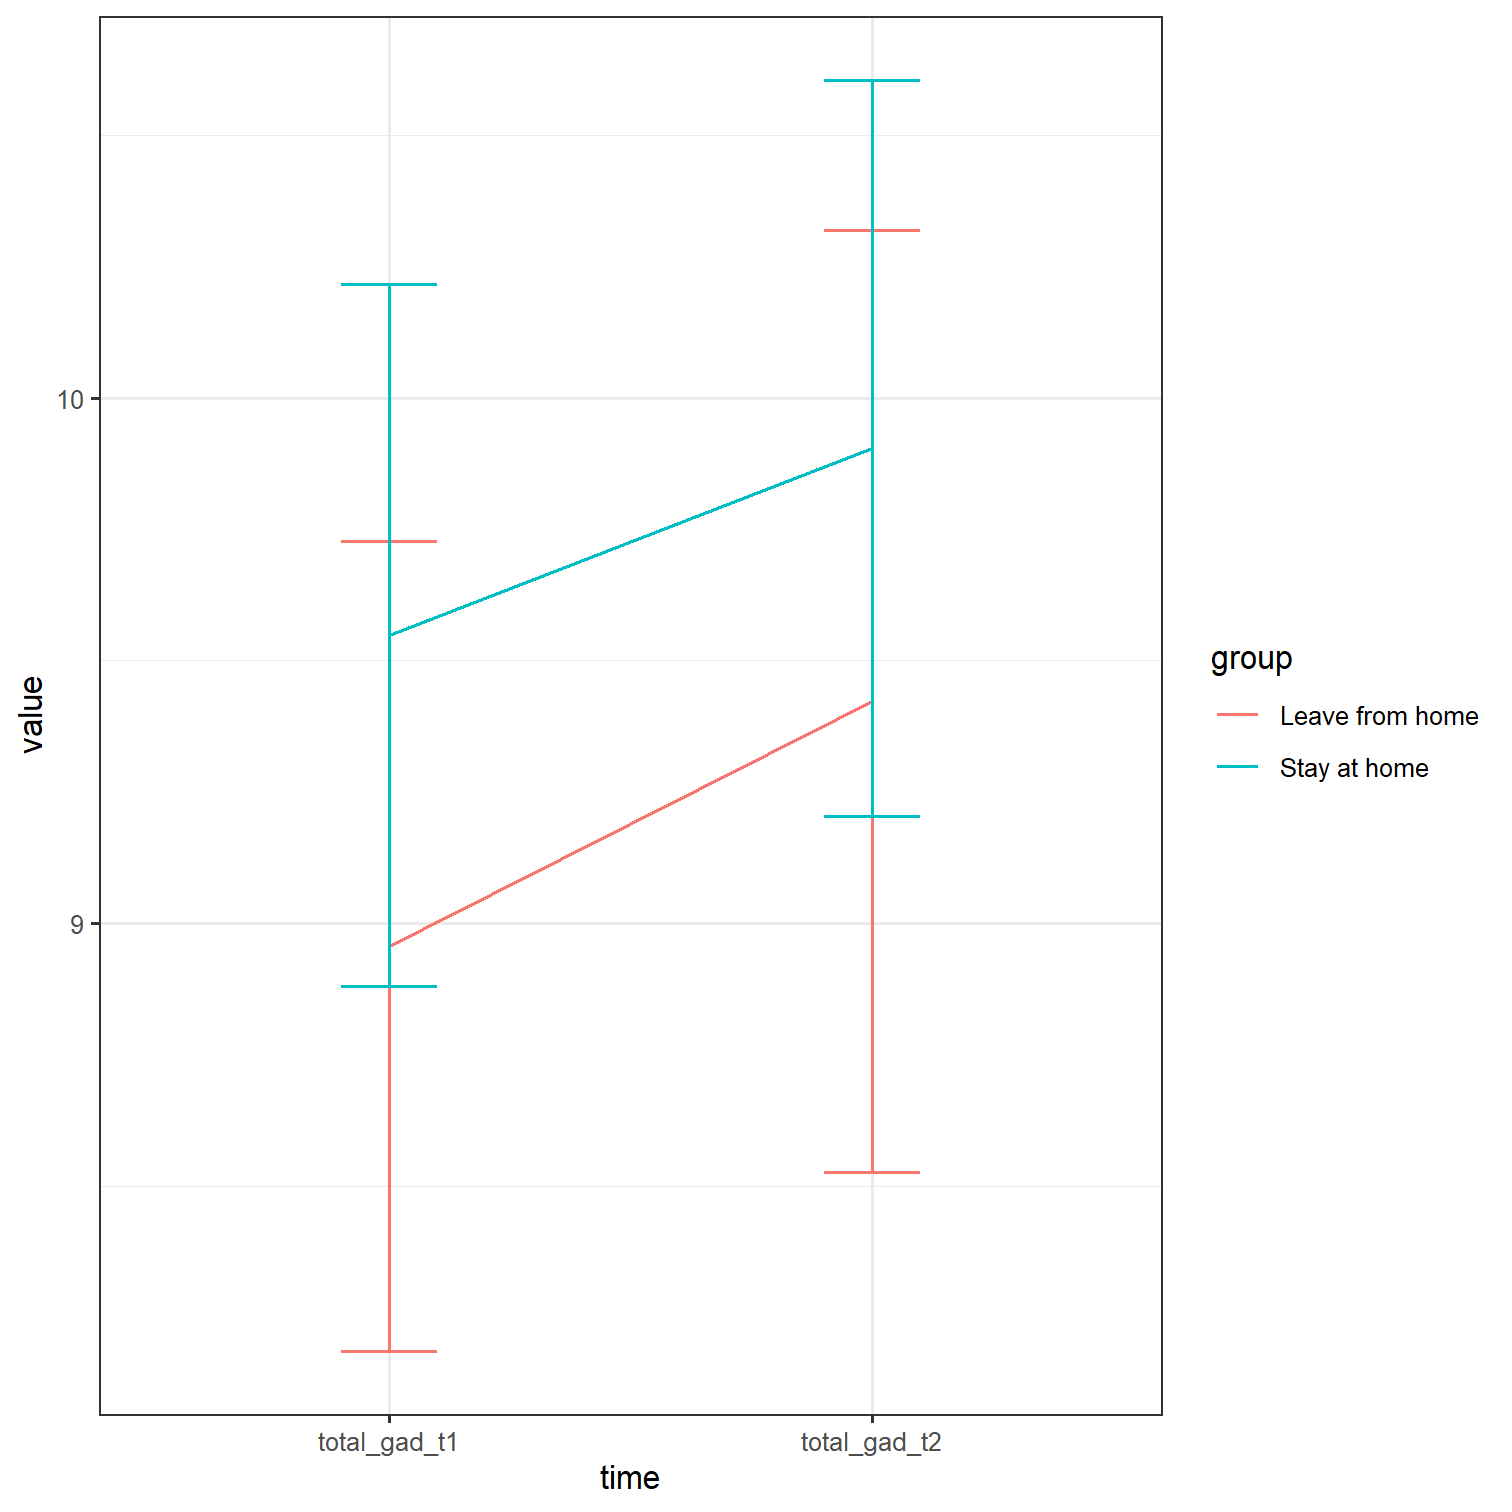 value
10
9
total_gad_t1
total_gad_t2
time
group
Leave from home
Stay at home